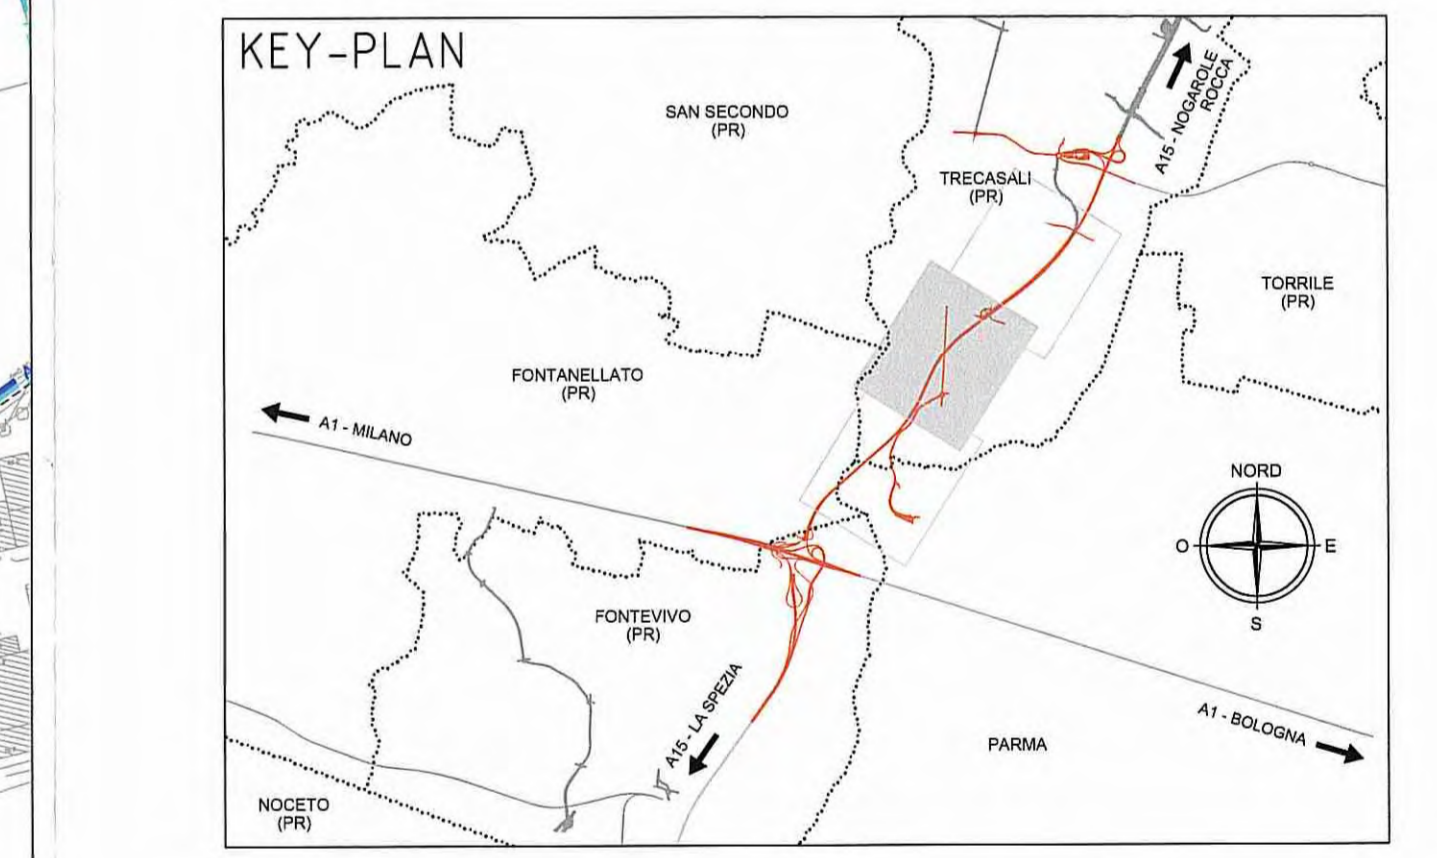 KEY-PLAN
SAN SECONDO
(PR)
A15 - NOGAROLE
ROCCA
TRECASALI
(PR)
TORRILE
(PR)
FONTANELLATO
(PR)
A1 - MILANO
NORD
O
E
S
FONTEVIVO
(PR)
A15 - LA SPEZIA
A1 - BOLOGNA
PARMA
NOCETO
(PR)